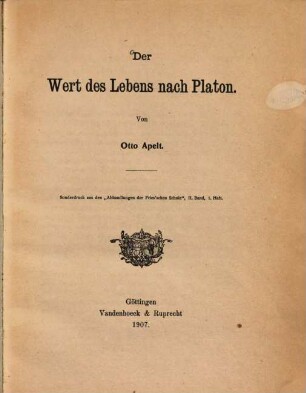 Der
Wert des Lebens nach Platon.
Von
Otto Apelt.
Sonderdruck aus den „Abhandlungen der Fries'schen Schule“, II. Band, 1. Heft.
Göttingen
Vandenhoeck & Ruprecht
1907.